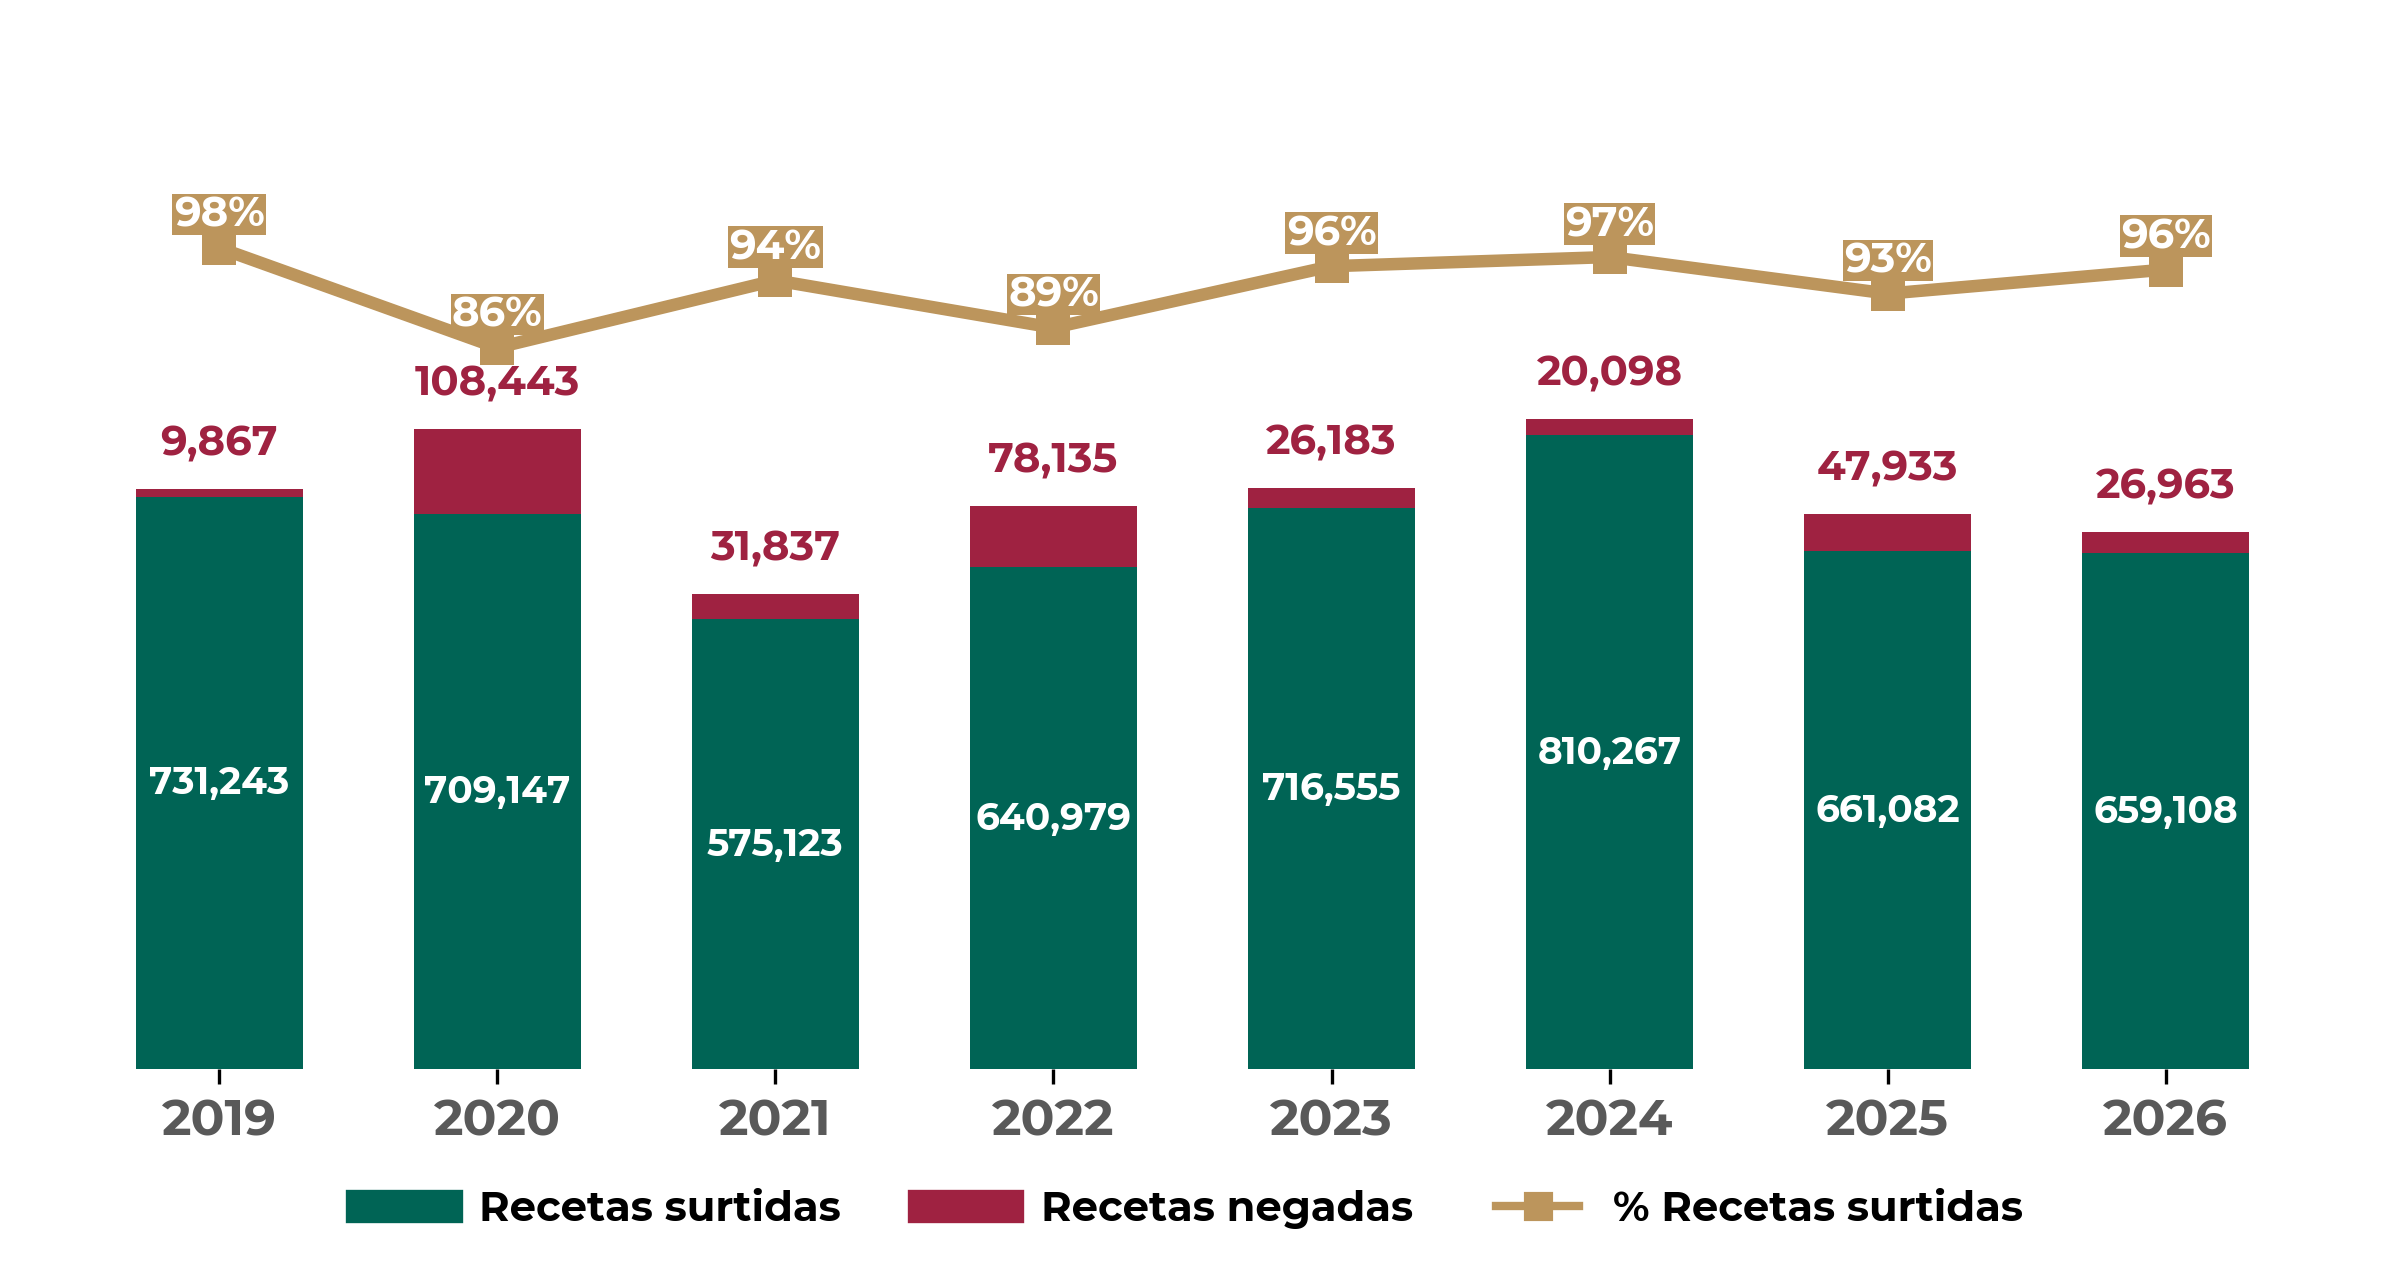 98% 86% 94% 89% 96% 97% 93% 96%
9,867 108,443 31,837 78,135 26,183 20,098 47,933 26,963
731,243 709,147 575,123 640,979 716,555 810,267 661,082 659,108
2019 2020 2021 2022 2023 2024 2025 2026
Recetas surtidas Recetas negadas % Recetas surtidas